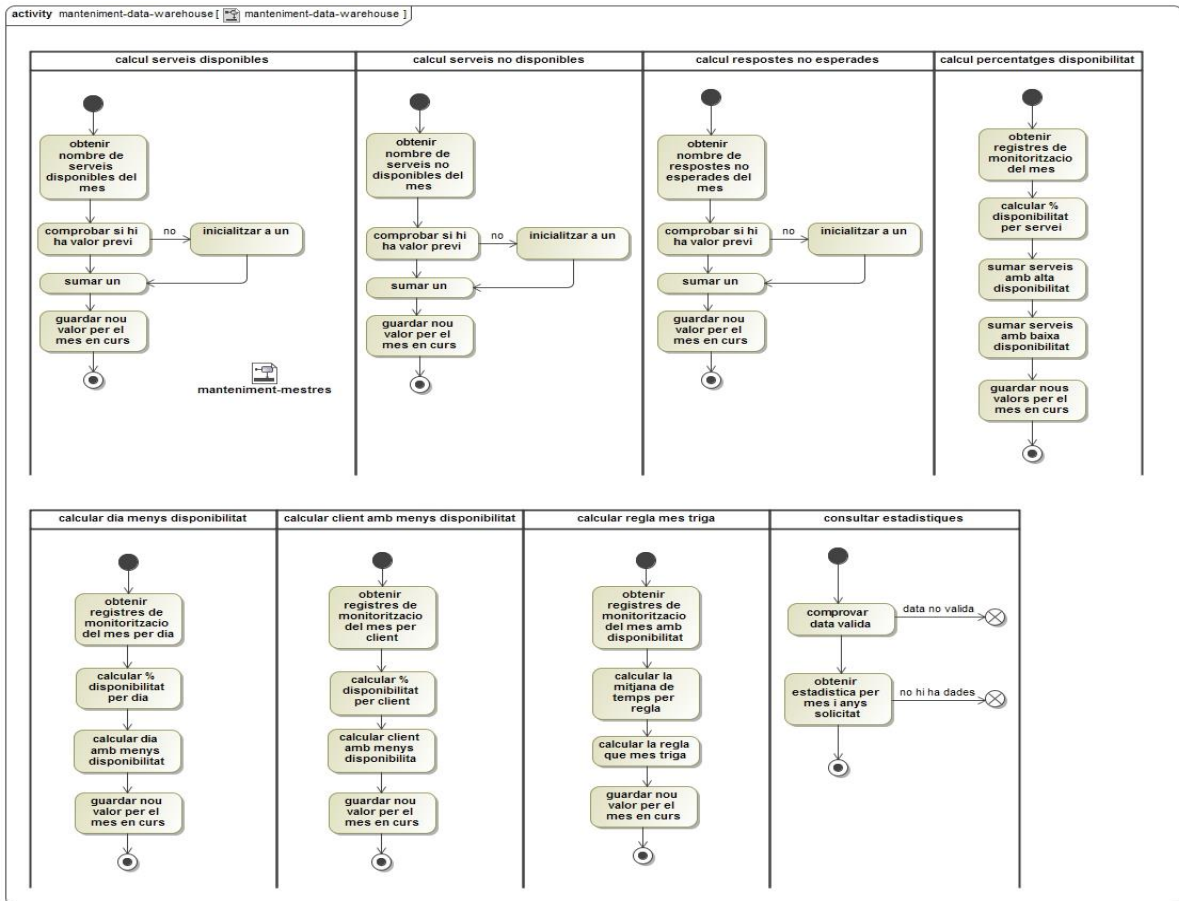 activity manteniment-data-warehouse [ manteniment-data-warehouse ]
calcul serveis disponibles
obtenir
nombre de
serveis
disponibles del
mes
comprobar si hi
ha valor previ
no
inicialitzar a un
sumar un
guardar nou
valor per el
mes en curs
manteniment-mestres
calcul serveis no disponibles
obtenir
nombre de
serveis no
disponibles del
mes
comprobar si hi
ha valor previ
no
inicialitzar a un
sumar un
guardar nou
valor per el
mes en curs
calcul respostes no esperades
obtenir
nombre de
respostes no
esperades del
mes
comprobar si hi
ha valor previ
no
inicialitzar a un
sumar un
guardar nou
valor per el
mes en curs
calcul percentatges disponibilitat
obtenir
registres de
monitoritzacio
del mes
calcular %
disponibilitat
per servei
sumar serveis
amb alta
disponibilitat
sumar serveis
amb baixa
disponibilitat
guardar nous
valors per el
mes en curs
calcular dia menys disponibilitat
obtenir
registres de
monitoritzacio
del mes per dia
calcular %
disponibilitat
per dia
calcular dia
amb menys
disponibilitat
guardar nou
valor per el
mes en curs
calcular client amb menys disponibilitat
obtenir
registres de
monitoritzacio
del mes per
client
calcular %
disponibilitat
per client
calcular client
amb menys
disponibilita
guardar nou
valor per el
mes en curs
calcular regla mes triga
obtenir
registres de
monitoritzacio
del mes amb
disponibilitat
calcular la
mitjana de
temps per
regla
calcular la regla
que mes triga
guardar nou
valor per el
mes en curs
consultar estadistiques
comprovar
data valida
data no valida
obtenir
estadistica per
mes i anys
solicitat
no hi ha dades